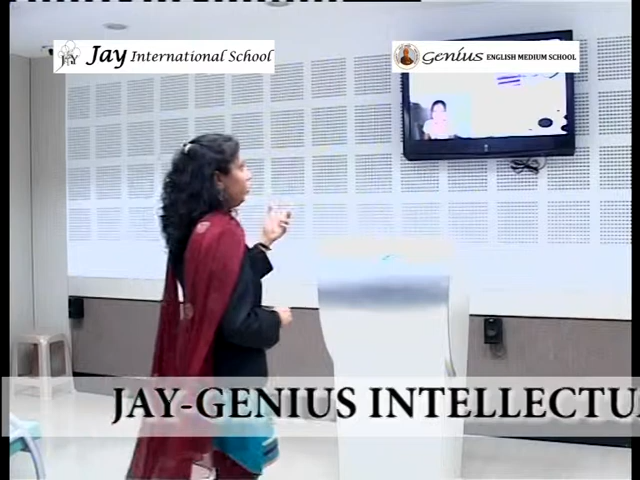 Jay International School
Genius ENGLISH MEDIUM SCHOOL
JAY-GENIUS INTELLECTU